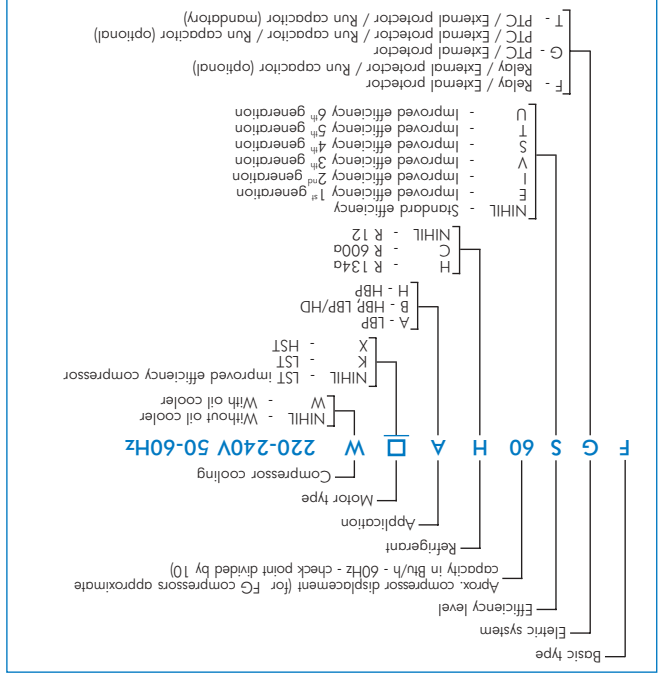 Basic type
Eletric system
Efficiency level
Aprox. compressor displacement (for FG compressors approximate
capacity in Btu/h - 60Hz - check point divided by 10)
Refrigerant
Application
Motor type
Compressor cooling
F G S 60 H A □ W 220-240V 50-60Hz
NIHIL - Without oil cooler
W - With oil cooler
NIHIL - LST improved efficiency compressor
K - LST
X - HST
A - LBP
B - HBP, LBP/HD
H - HBP
H - R 134a
C - R 600a
NIHIL - R 12
NIHIL - Standard efficiency
E - Improved efficiency 1st generation
I - Improved efficiency 2nd generation
V - Improved efficiency 3th generation
S - Improved efficiency 4th generation
T - Improved efficiency 5th generation
U - Improved efficiency 6th generation
F - Relay / External protector
Relay / External protector / Run capacitor (optional)
G - PTC / External protector
PTC / External protector / Run capacitor (optional)
T - PTC / External protector / Run capacitor (mandatory)